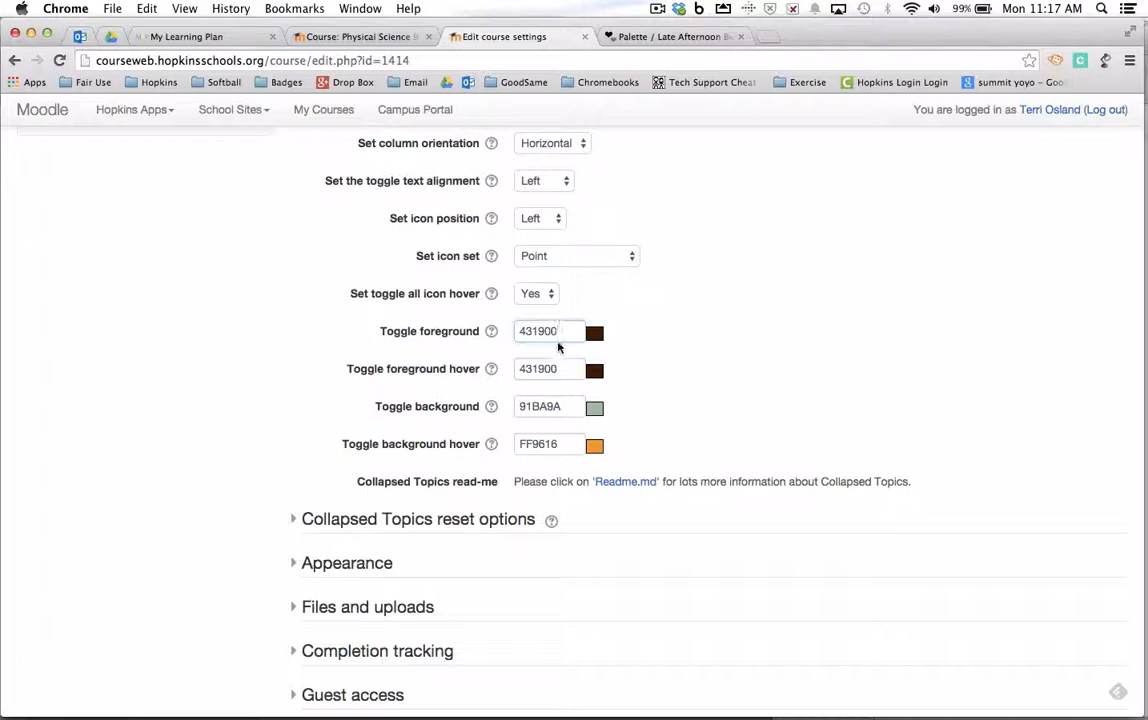 Chrome File Edit View History Bookmarks Window Help 99% Mon 11:17 AM
My Learning Plan × Course: Physical Science 9 × Edit course settings × Palette / Late Afternoon B ×
courseweb.hopkinsschools.org/course/edit.php?id=1414
Apps Fair Use Hopkins Softball Badges Drop Box Email GoodSame Chromebooks Tech Support Cheat Exercise Hopkins Login Login summit yoyo - Goo
Moodle Hopkins Apps School Sites My Courses Campus Portal You are logged in as Terri Osland (Log out)
Set column orientation Horizontal
Set the toggle text alignment Left
Set icon position Left
Set icon set Point
Set toggle all icon hover Yes
Toggle foreground 431900
Toggle foreground hover 431900
Toggle background 91BA9A
Toggle background hover FF9616
Collapsed Topics read-me Please click on 'Readme.md' for lots more information about Collapsed Topics.
Collapsed Topics reset options
Appearance
Files and uploads
Completion tracking
Guest access